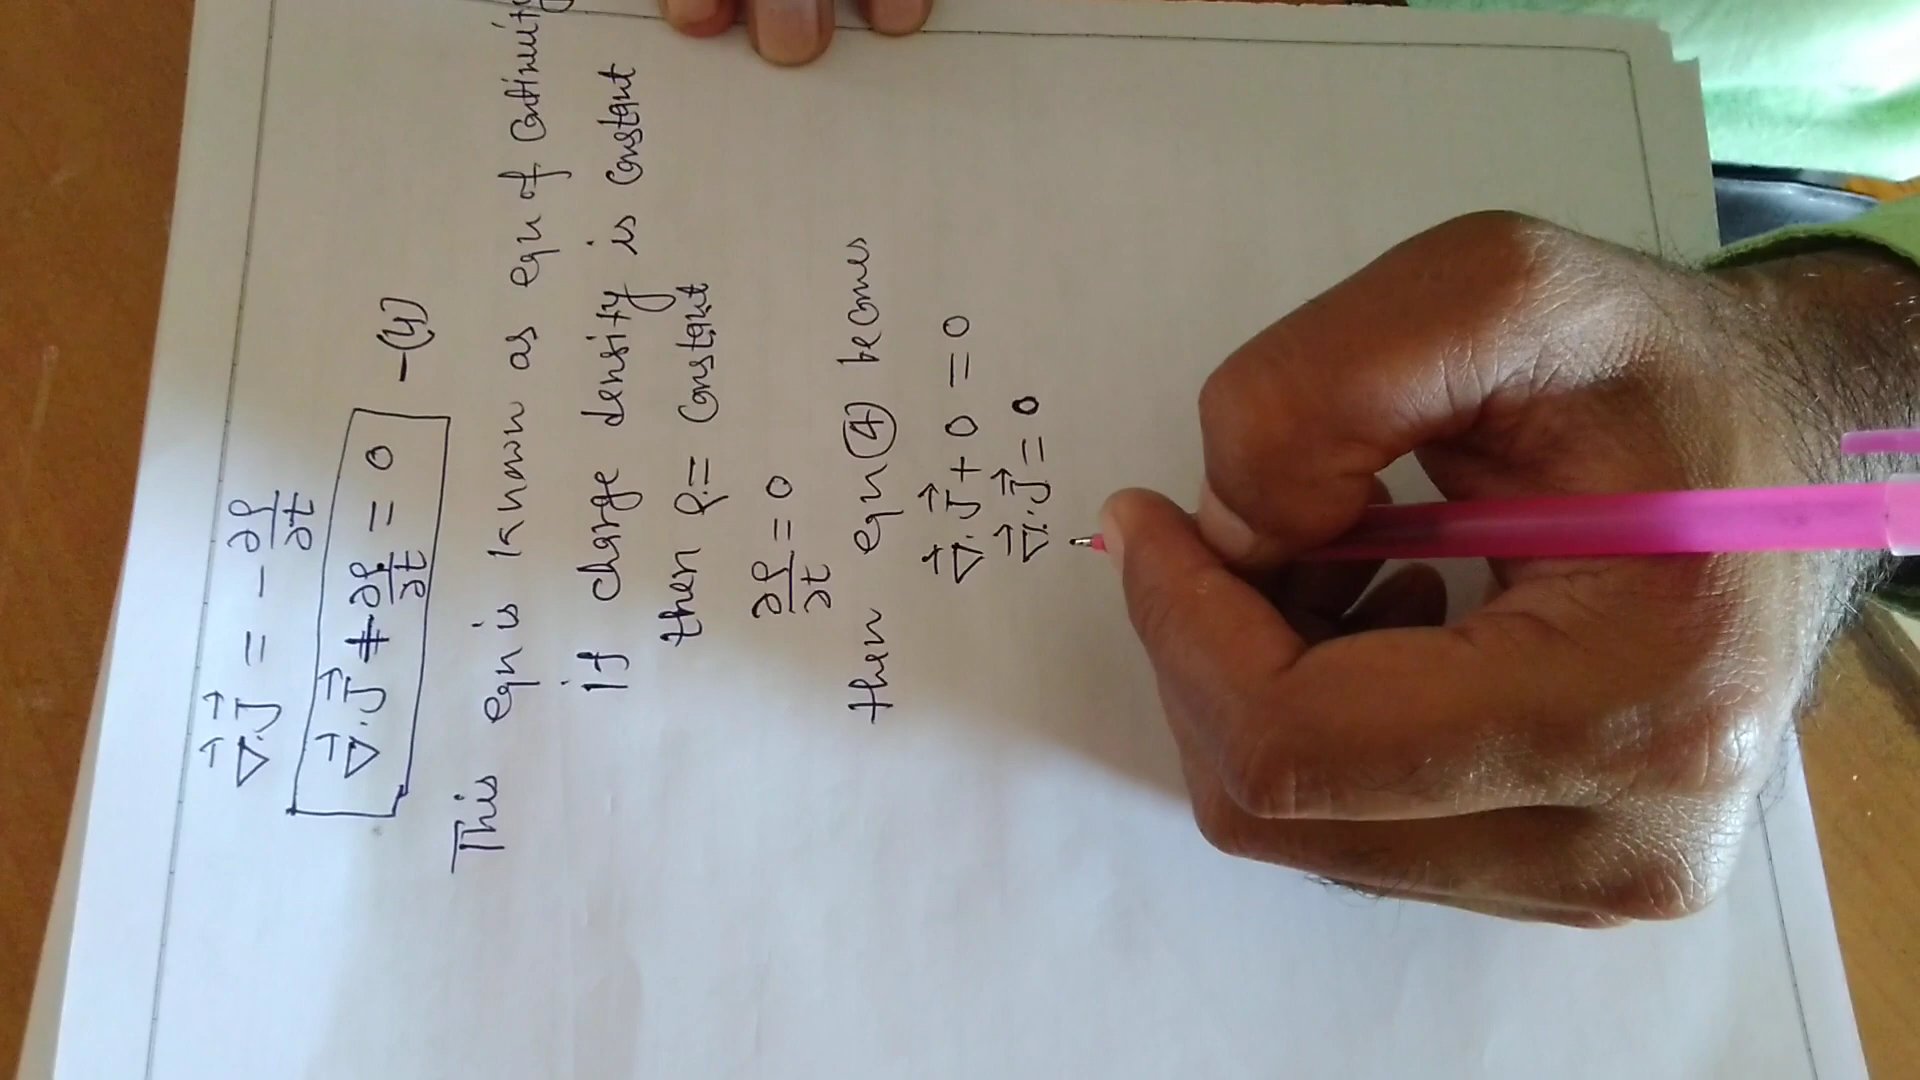 ∇⃗.J⃗ = -∂ρ/∂t
∇⃗.J⃗ + ∂ρ/∂t = 0 -(4)
This eqn is known as eqn of Continuity
if charge density is Constant
then ρ = Constant
∂ρ/∂t = 0
then eqn (4) becomes
∇⃗.J⃗ + 0 = 0
∇⃗.J⃗ = 0